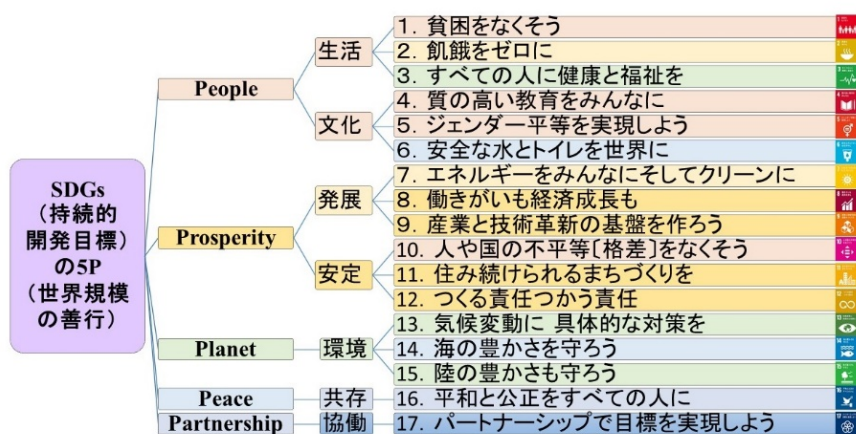 SDGs
(持続的
開発目標)
の5P
(世界規模
の善行)
People
生活
1. 貧困をなくそう
2. 飢餓をゼロに
3. すべての人に健康と福祉を
文化
4. 質の高い教育をみんなに
5. ジェンダー平等を実現しよう
6. 安全な水とトイレを世界に
Prosperity
発展
7. エネルギーをみんなにそしてクリーンに
8. 働きがいも経済成長も
9. 産業と技術革新の基盤を作ろう
安定
10. 人や国の不平等〔格差〕をなくそう
11. 住み続けられるまちづくりを
12. つくる責任つかう責任
Planet
環境
13. 気候変動に 具体的な対策を
14. 海の豊かさを守ろう
15. 陸の豊かさも守ろう
Peace
共存
16. 平和と公正をすべての人に
Partnership
協働
17. パートナーシップで目標を実現しよう